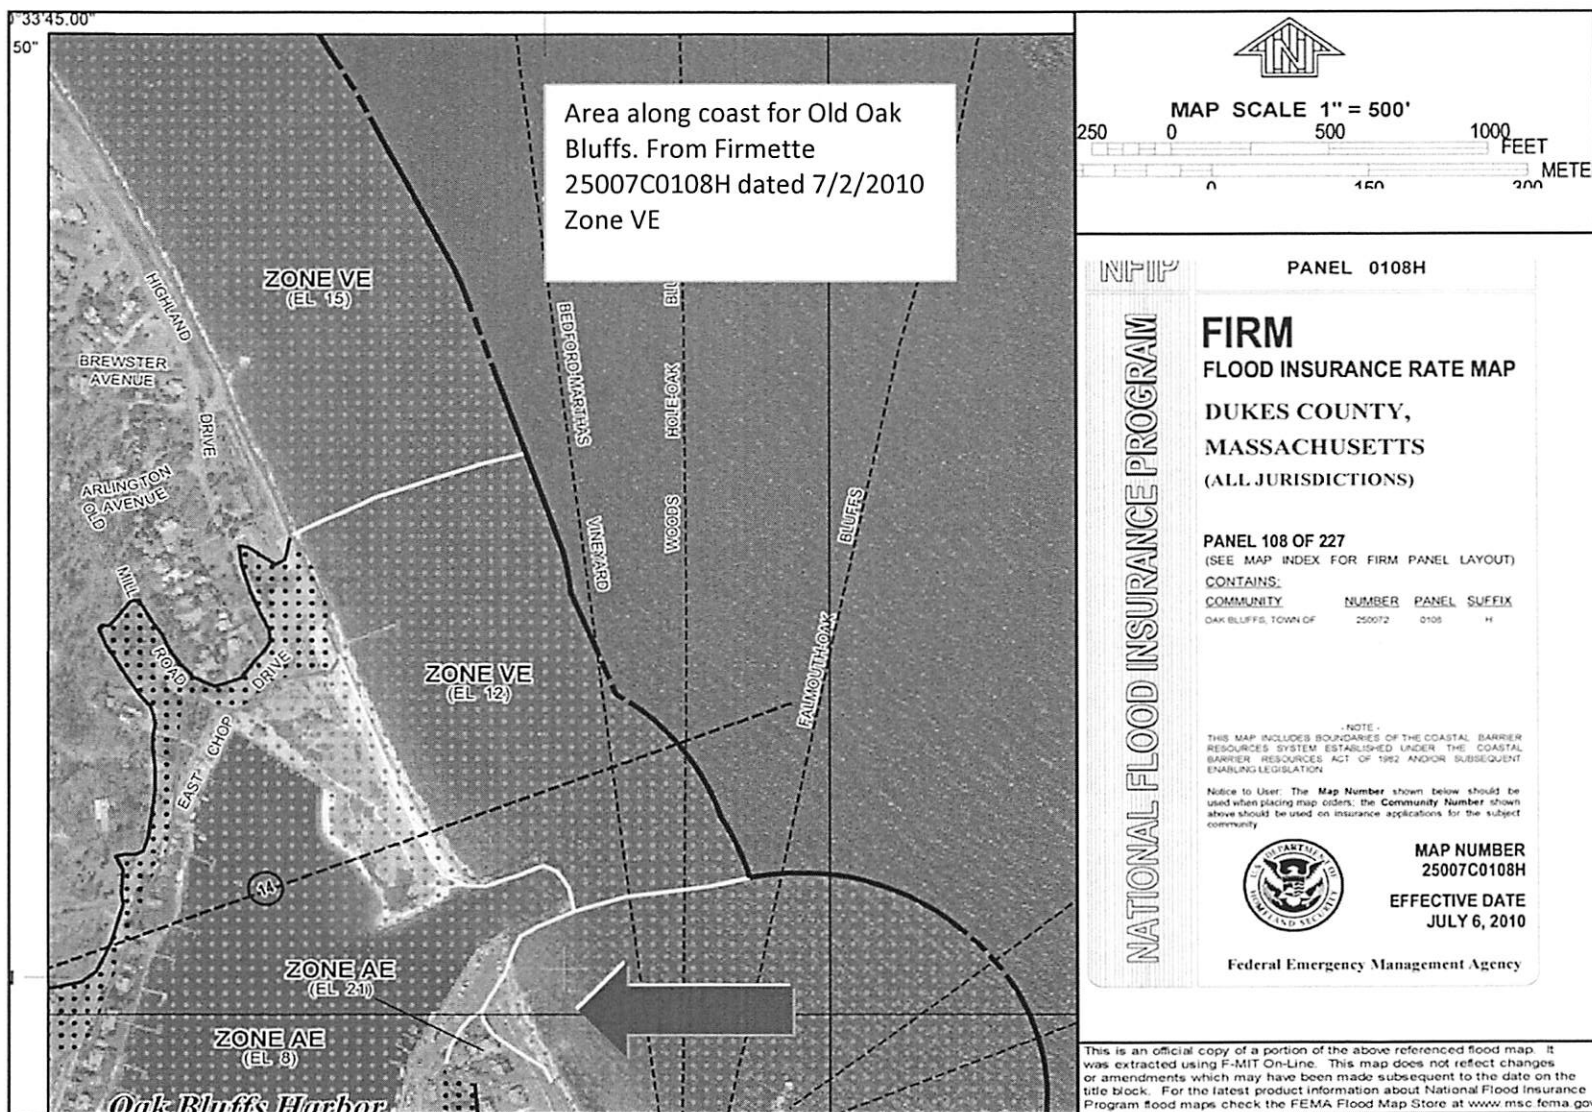 0°33'45.00"
50"
Area along coast for Old Oak
Bluffs. From Firmette
25007C0108H dated 7/2/2010
Zone VE
ZONE VE
(EL 15)
HIGHLAND
DRIVE
BREWSTER
AVENUE
ARLINGTON
AVENUE
OLD
MILL
ROAD
DRIVE
EAST CHOP
BEDFORD-MARTHAS
VINEYARD
WOODS
HOLE-OAK
BLU
FALMOUTH-OAK
BLUFFS
ZONE VE
(EL 12)
14
ZONE AE
(EL 21)
ZONE AE
(EL 8)
Oak Bluffs Harbor
N
MAP SCALE 1" = 500'
250 0 500 1000
FEET
METE
0 150 300
NFIP
PANEL 0108H
NATIONAL FLOOD INSURANCE PROGRAM
FIRM
FLOOD INSURANCE RATE MAP
DUKES COUNTY,
MASSACHUSETTS
(ALL JURISDICTIONS)
PANEL 108 OF 227
(SEE MAP INDEX FOR FIRM PANEL LAYOUT)
CONTAINS:
COMMUNITY NUMBER PANEL SUFFIX
OAK BLUFFS, TOWN OF 250072 0108 H
- NOTE -
THIS MAP INCLUDES BOUNDARIES OF THE COASTAL BARRIER
RESOURCES SYSTEM ESTABLISHED UNDER THE COASTAL
BARRIER RESOURCES ACT OF 1982 AND/OR SUBSEQUENT
ENABLING LEGISLATION
Notice to User: The Map Number shown below should be
used when placing map orders; the Community Number shown
above should be used on insurance applications for the subject
community
U.S. DEPARTMENT OF
HOMELAND SECURITY
MAP NUMBER
25007C0108H
EFFECTIVE DATE
JULY 6, 2010
Federal Emergency Management Agency
This is an official copy of a portion of the above referenced flood map. It
was extracted using F-MIT On-Line. This map does not reflect changes
or amendments which may have been made subsequent to the date on the
title block. For the latest product information about National Flood Insurance
Program flood maps check the FEMA Flood Map Store at www.msc.fema.gov